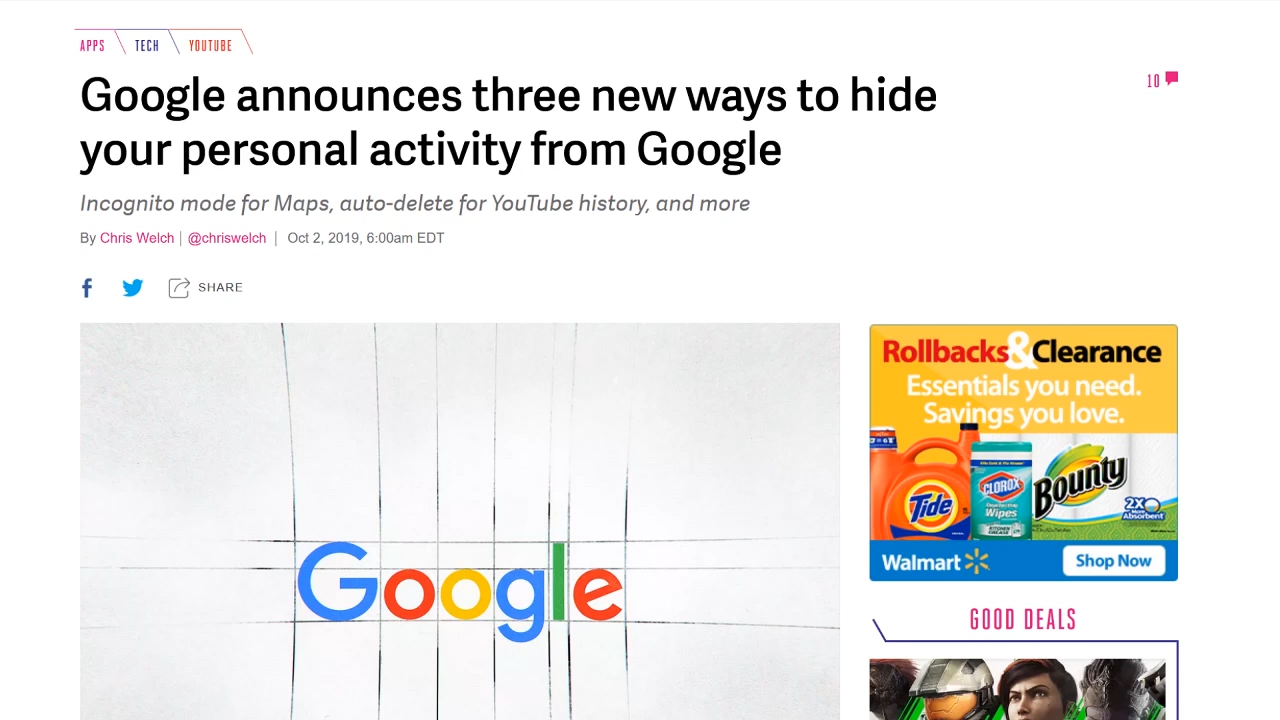 APPS
TECH
YOUTUBE
Google announces three new ways to hide
your personal activity from Google
10
Incognito mode for Maps, auto-delete for YouTube history, and more
By Chris Welch | @chriswelch | Oct 2, 2019, 6:00am EDT
SHARE
Google
Rollbacks & Clearance
Essentials you need.
Savings you love.
Tide
CLOROX
Disinfecting
Wipes
Bounty
2X
More
Absorbent
Walmart
Shop Now
GOOD DEALS